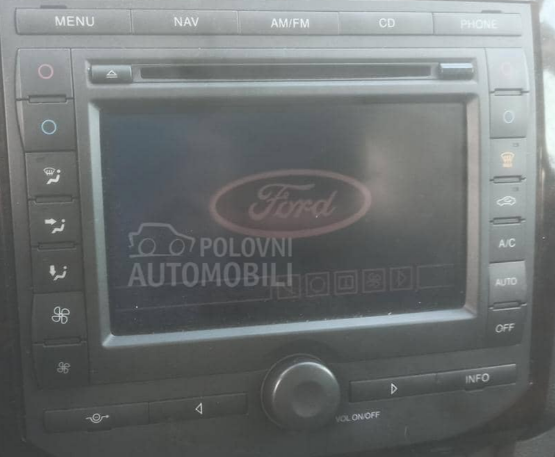 MENU NAV AM/FM CD PHONE
Ford
POLOVNI
AUTOMOBILI
A/C
AUTO
OFF
INFO
VOL ON/OFF